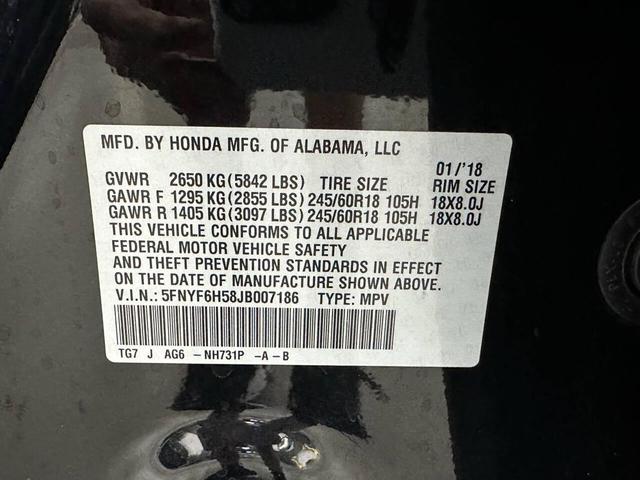 MFD. BY HONDA MFG. OF ALABAMA, LLC
01/'18
GVWR 2650 KG (5842 LBS) TIRE SIZE RIM SIZE
GAWR F 1295 KG (2855 LBS) 245/60R18 105H 18X8.0J
GAWR R 1405 KG (3097 LBS) 245/60R18 105H 18X8.0J
THIS VEHICLE CONFORMS TO ALL APPLICABLE
FEDERAL MOTOR VEHICLE SAFETY
AND THEFT PREVENTION STANDARDS IN EFFECT
ON THE DATE OF MANUFACTURE SHOWN ABOVE.
V.I.N.: 5FNYF6H58JB007186 TYPE: MPV
TG7 J AG6 -NH731P -A-B